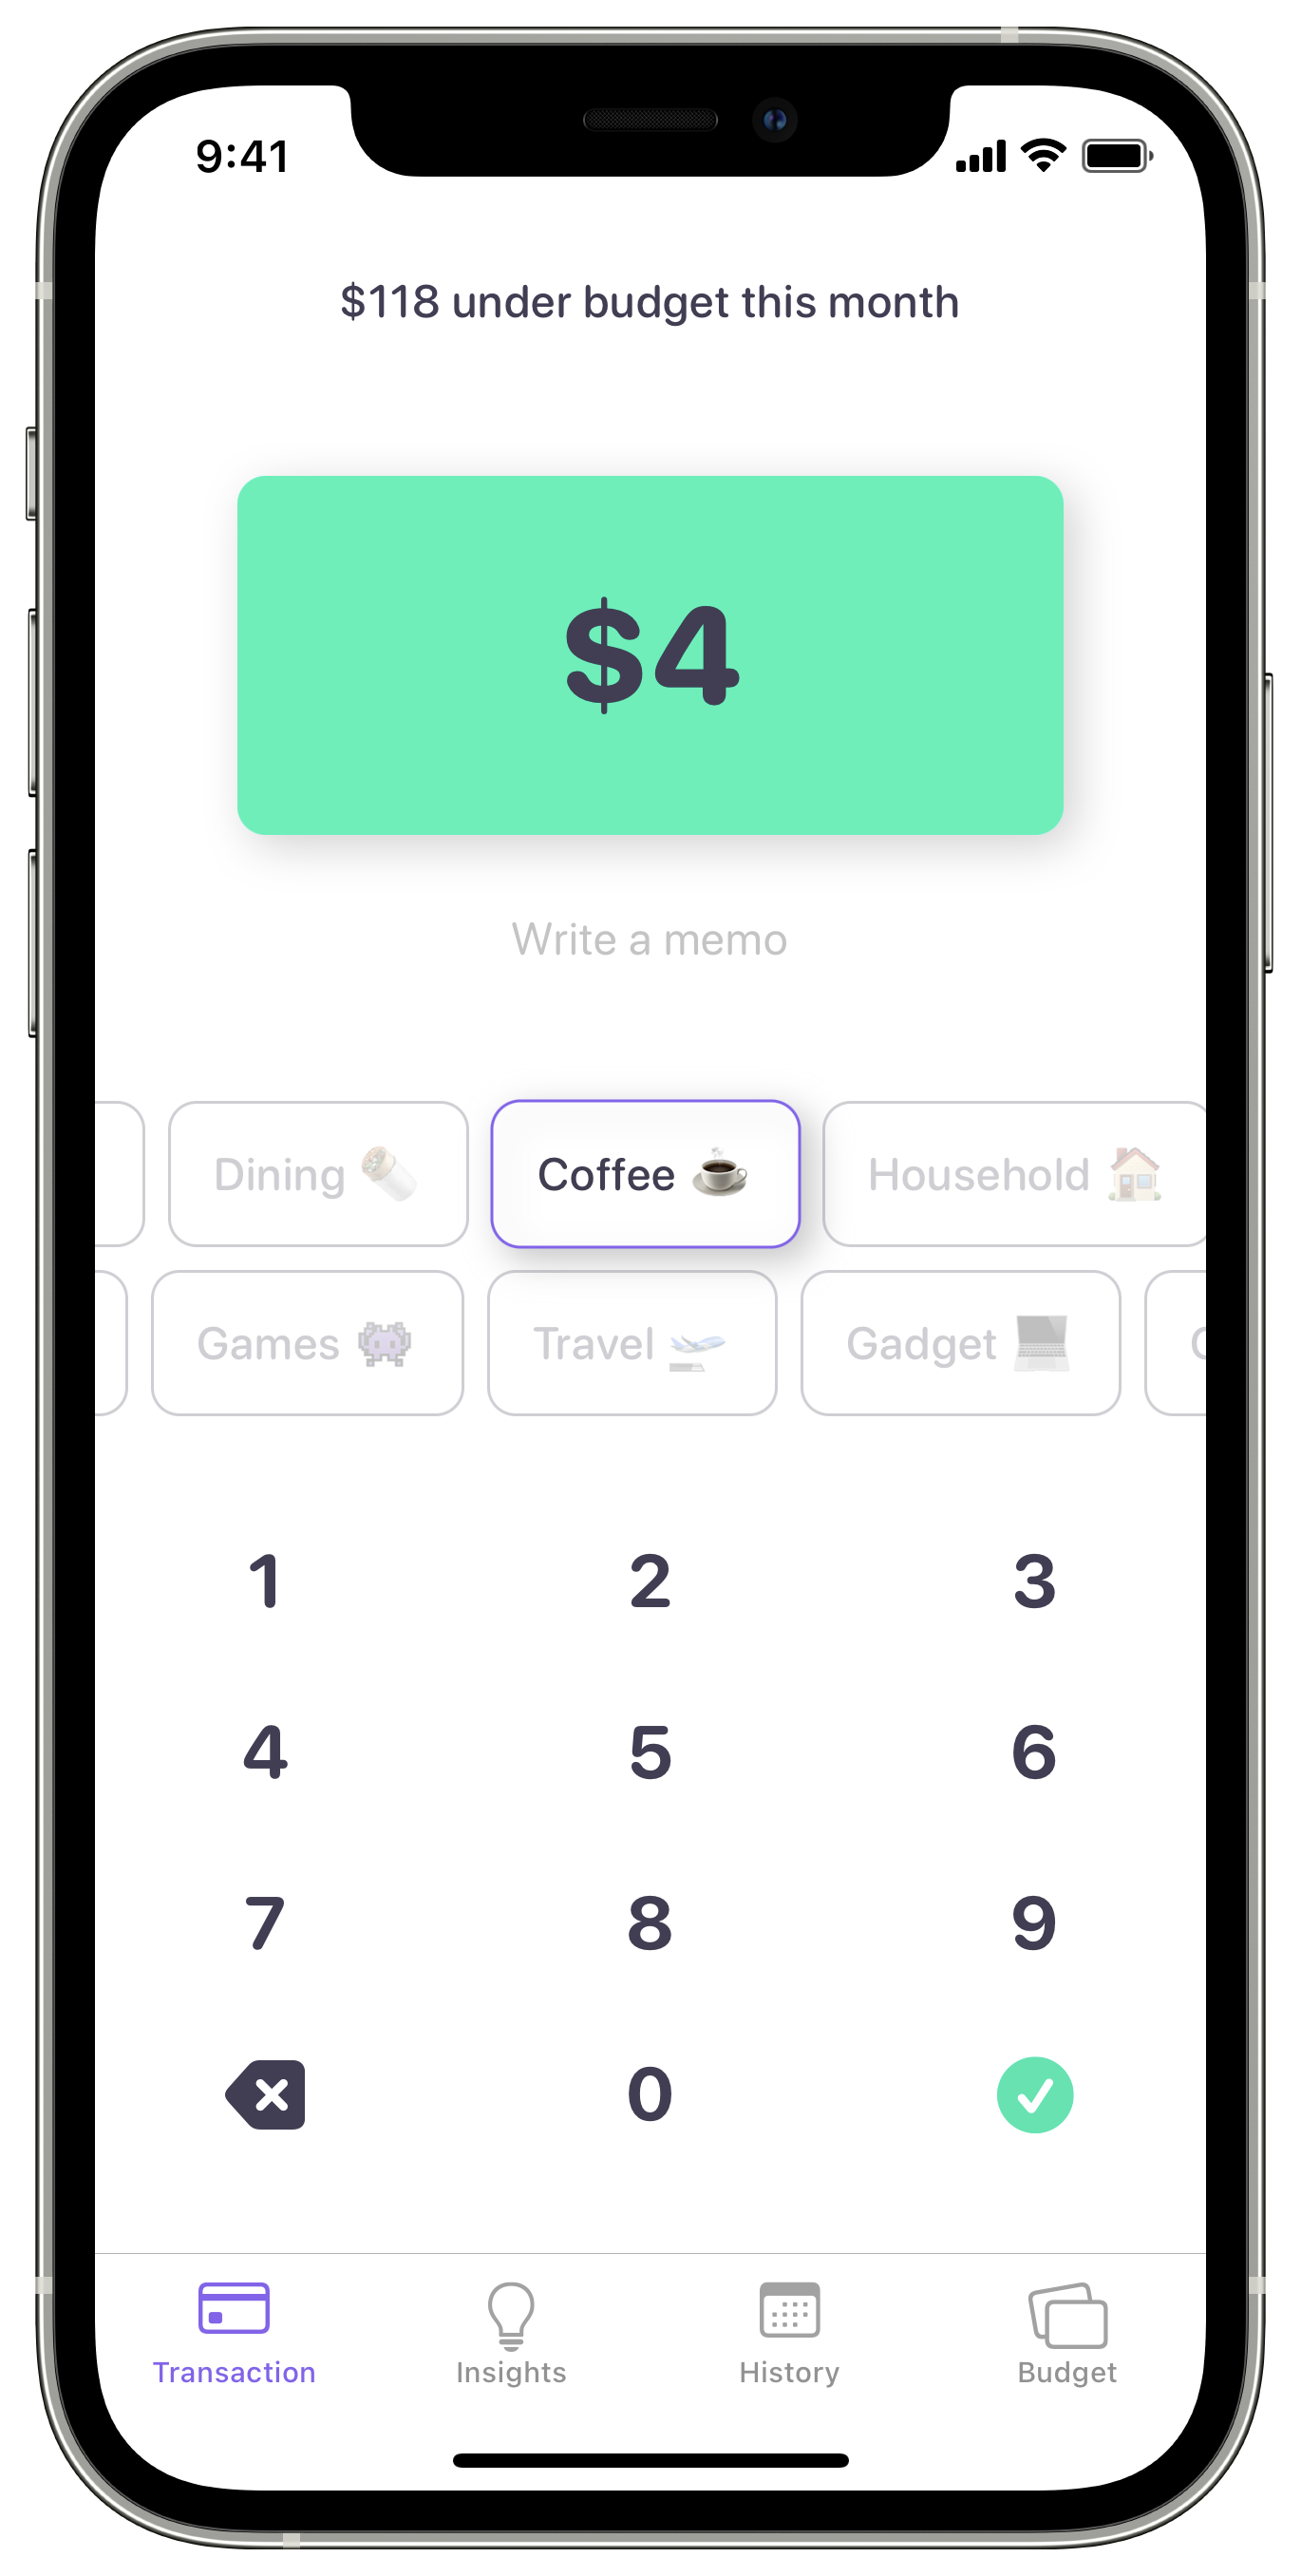 9:41
$118 under budget this month
$4
Write a memo
Dining Coffee Household
Games Travel Gadget
1 2 3
4 5 6
7 8 9
0
Transaction Insights History Budget